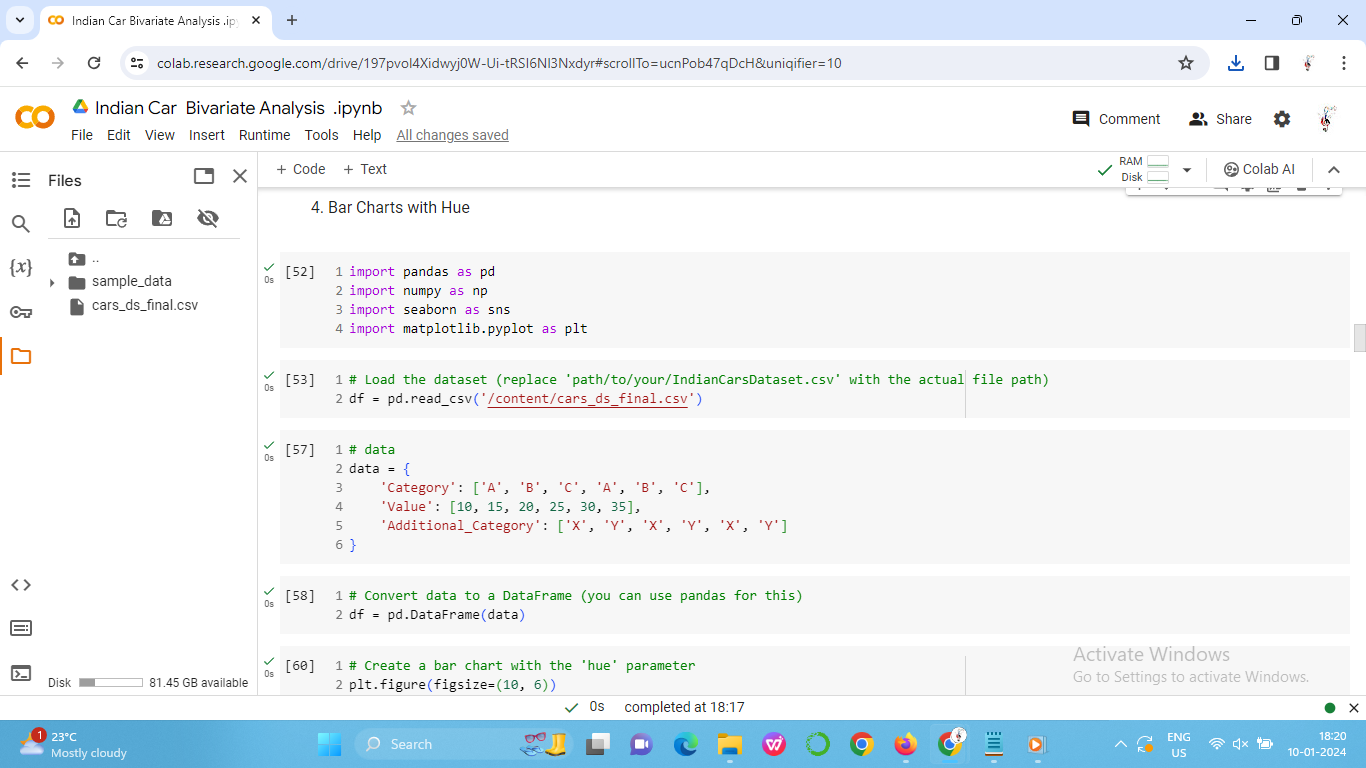 Indian Car Bivariate Analysis .ip
colab.research.google.com/drive/197pvol4Xidwyj0W-Ui-tRSI6NI3Nxdyr#scrollTo=ucnPob47qDcH&uniqifier=10
Indian Car Bivariate Analysis .ipynb
File Edit View Insert Runtime Tools Help All changes saved
Comment
Share
Files
+ Code + Text
RAM
Disk
Colab AI
..
sample_data
cars_ds_final.csv
{x}
4. Bar Charts with Hue
0s
[52]
1 import pandas as pd
2 import numpy as np
3 import seaborn as sns
4 import matplotlib.pyplot as plt
0s
[53]
1 # Load the dataset (replace 'path/to/your/IndianCarsDataset.csv' with the actual file path)
2 df = pd.read_csv('/content/cars_ds_final.csv')
0s
[57]
1 # data
2 data = {
3 'Category': ['A', 'B', 'C', 'A', 'B', 'C'],
4 'Value': [10, 15, 20, 25, 30, 35],
5 'Additional_Category': ['X', 'Y', 'X', 'Y', 'X', 'Y']
6 }
0s
[58]
1 # Convert data to a DataFrame (you can use pandas for this)
2 df = pd.DataFrame(data)
0s
[60]
1 # Create a bar chart with the 'hue' parameter
2 plt.figure(figsize=(10, 6))
Disk 81.45 GB available
Activate Windows
Go to Settings to activate Windows.
0s completed at 18:17
1
23°C
Mostly cloudy
Search
ENG
US
18:20
10-01-2024